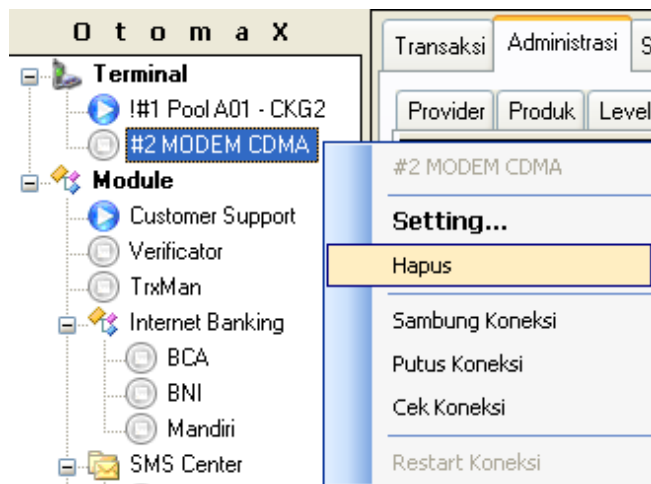 O t o m a X
Terminal
!#1 Pool A01 - CKG2
#2 MODEM CDMA
Module
Customer Support
Verificator
TrxMan
Internet Banking
BCA
BNI
Mandiri
SMS Center
Transaksi Administrasi S
Provider Produk Level
#2 MODEM CDMA
Setting...
Hapus
Sambung Koneksi
Putus Koneksi
Cek Koneksi
Restart Koneksi